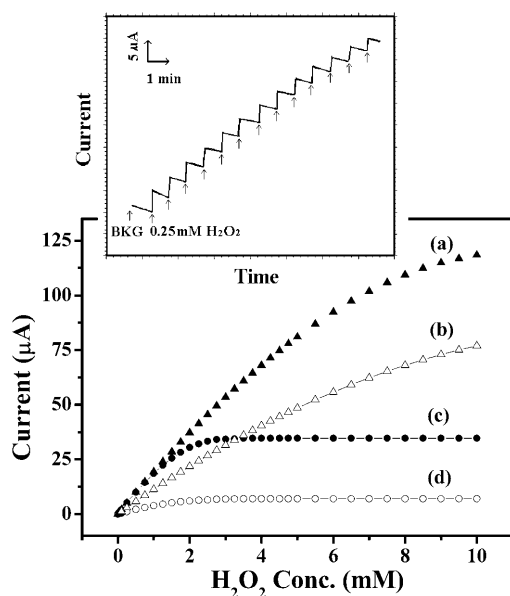 5 μA
1 min
Current
BKG 0.25mM H₂O₂
Time
125
100
75
50
25
0
Current (μA)
(a)
(b)
(c)
(d)
0
2
4
6
8
10
H₂O₂ Conc. (mM)